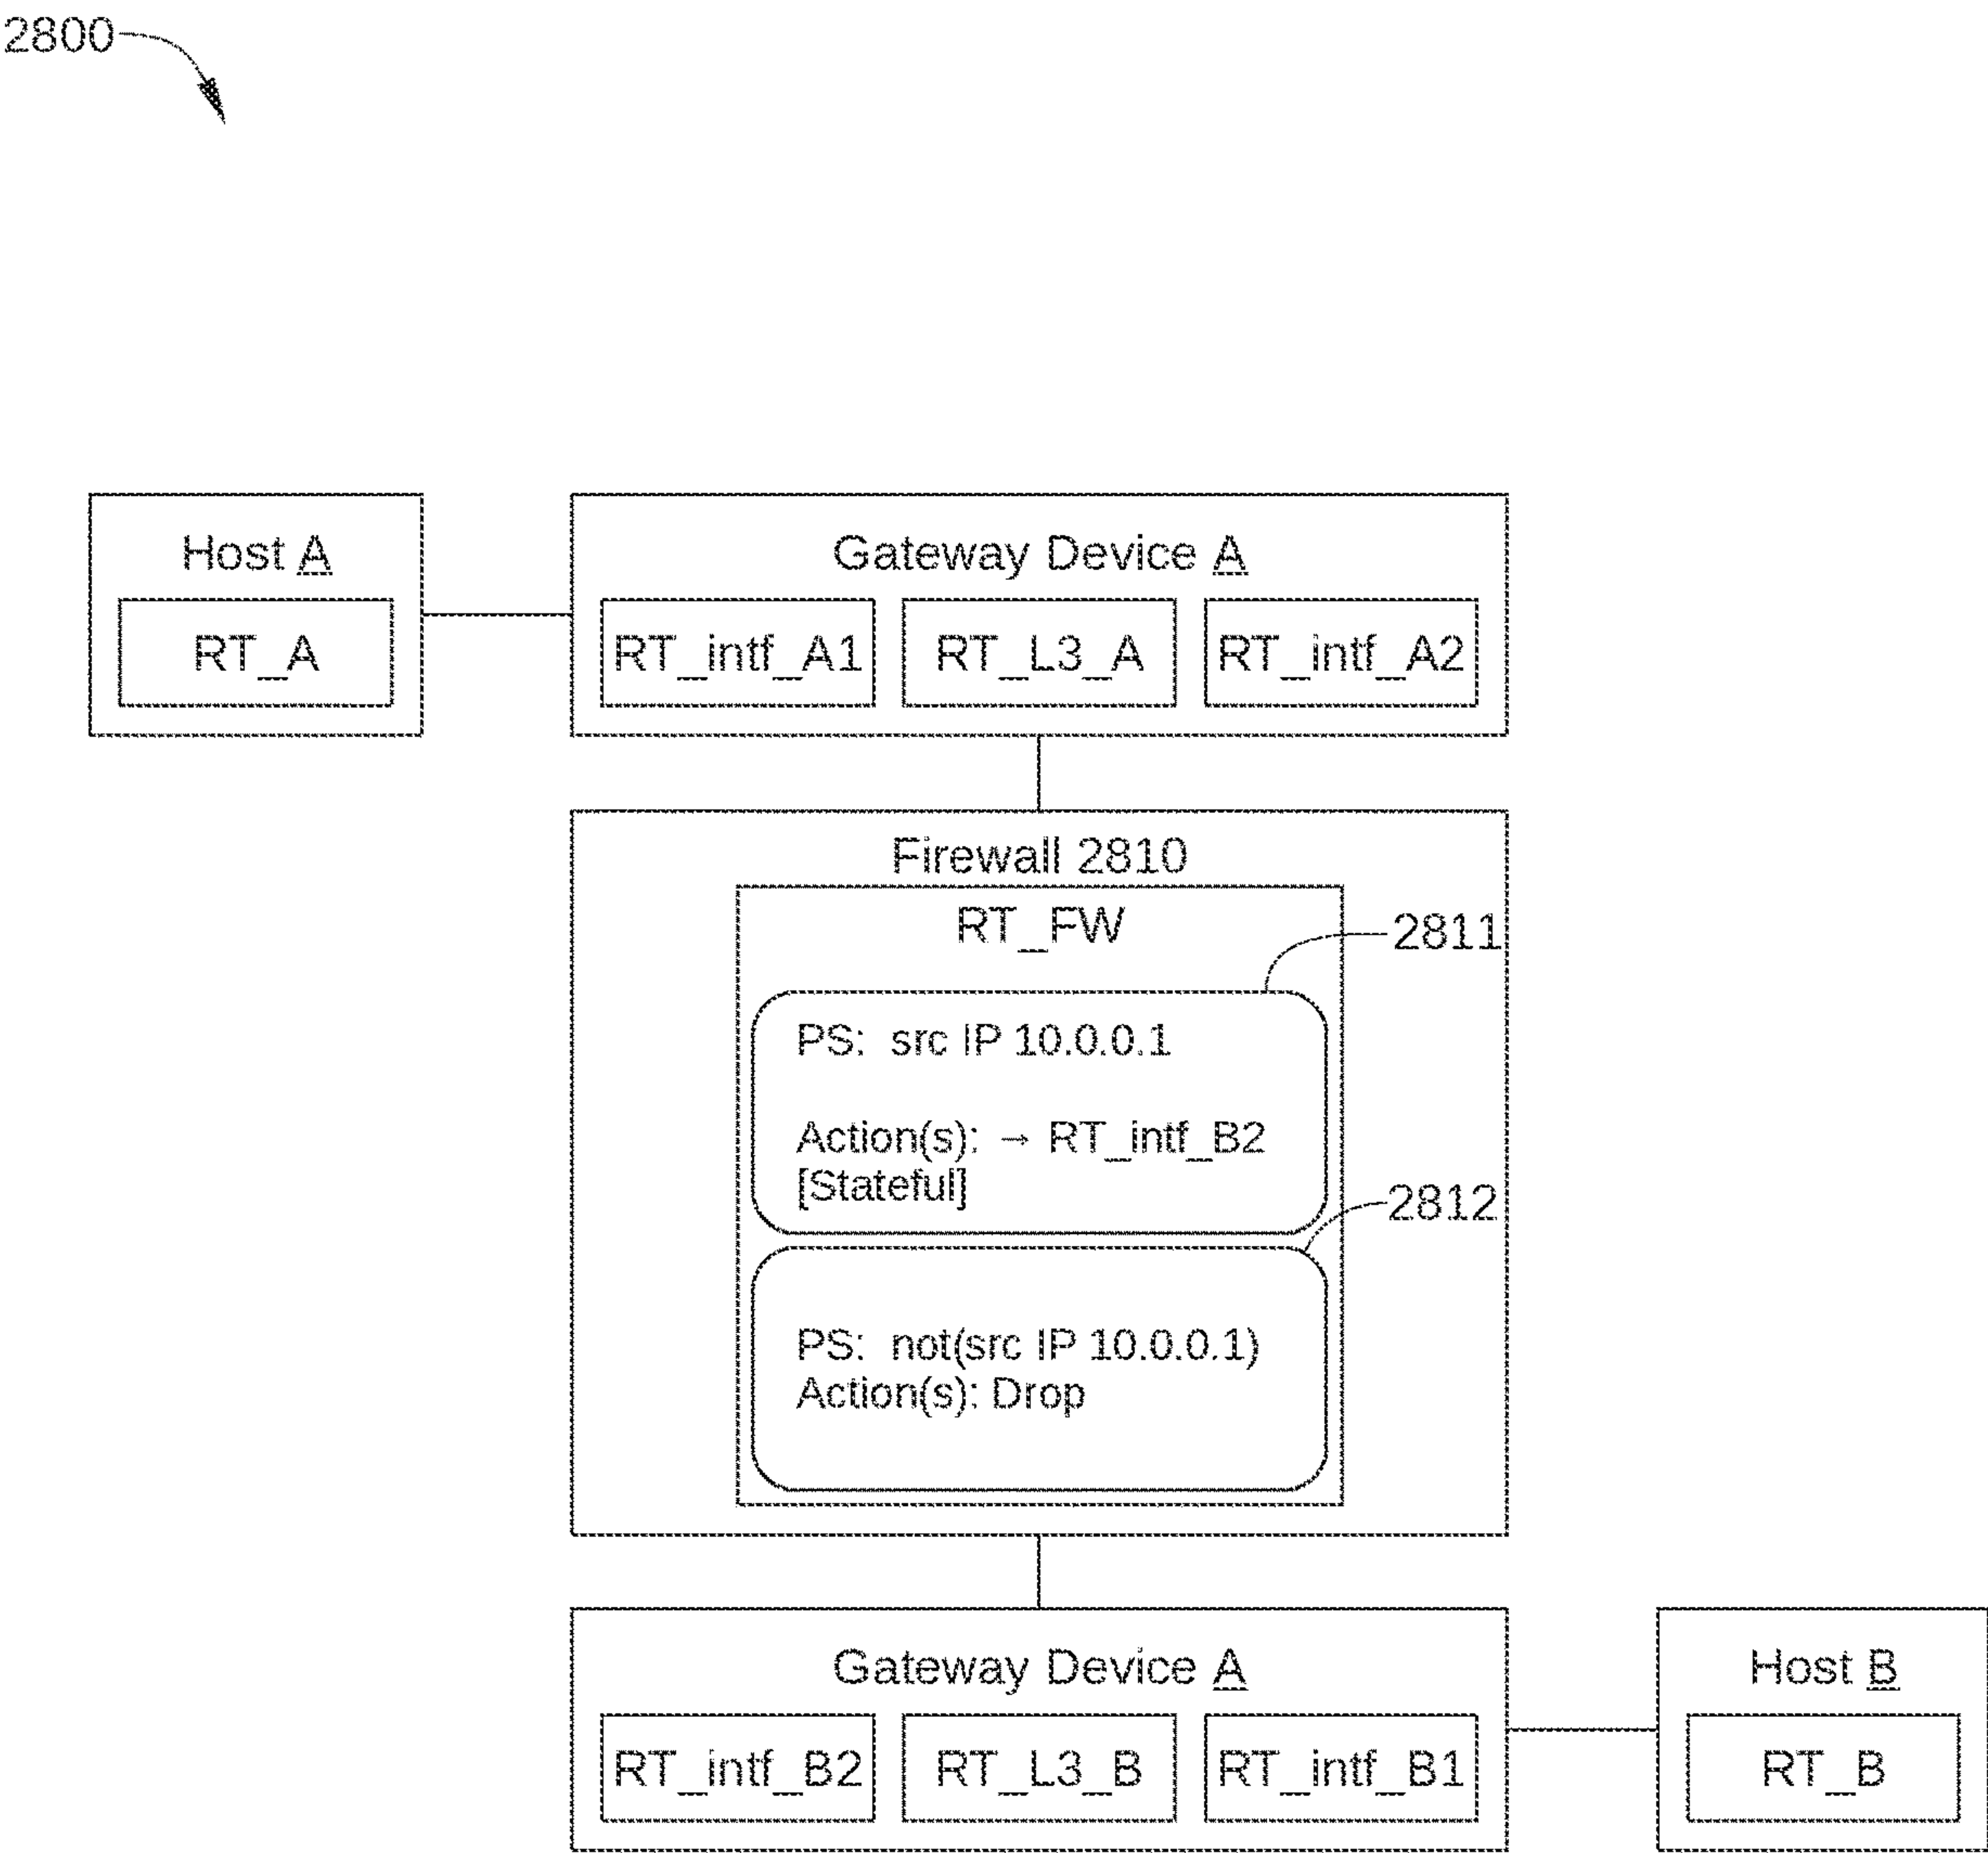 2800
Host A
RT_A
Gateway Device A
RT_intf_A1
RT_L3_A
RT_intf_A2
Firewall 2810
RT_FW
2811
PS: src IP 10.0.0.1
Action(s): → RT_intf_B2
[Stateful]
2812
PS: not(src IP 10.0.0.1)
Action(s): Drop
Gateway Device A
RT_intf_B2
RT_L3_B
RT_intf_B1
Host B
RT_B